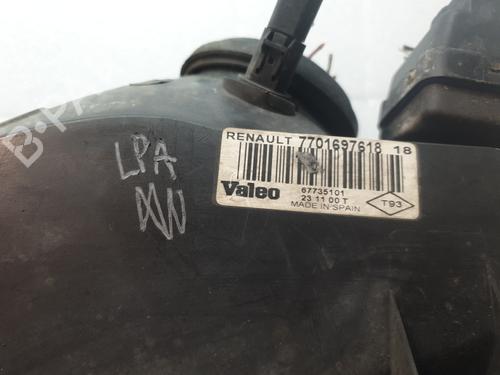 RENAULT 7701697618 18
Valeo
67735101
23 11 00 T
MADE IN SPAIN
T93
LPA